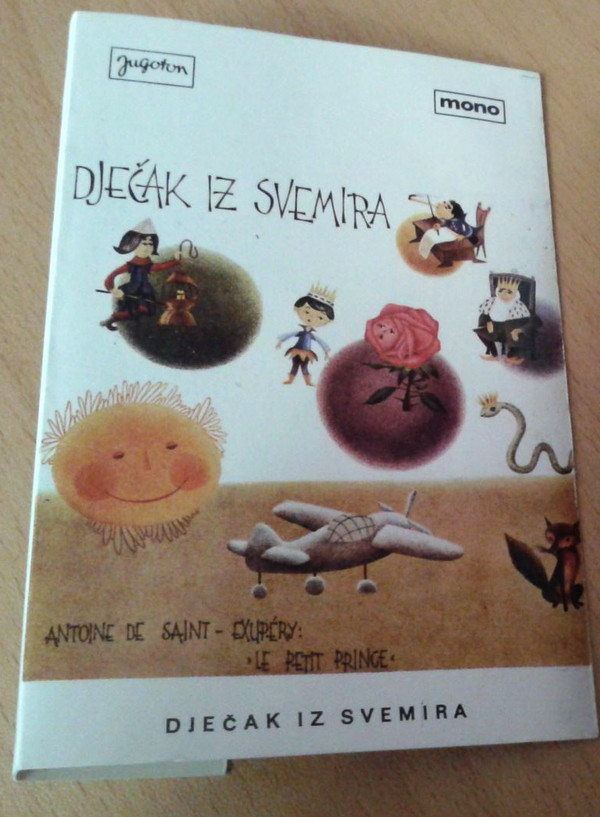 Jugoton
mono
DJEČAK IZ SVEMIRA
ANTOINE DE SAINT-EXUPÉRY:
"LE PETIT PRINCE"
DJEČAK IZ SVEMIRA